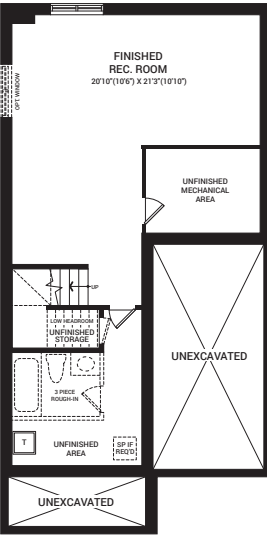 FINISHED
REC. ROOM
20'10"(10'6") X 21'3"(10'10")
OPT. WINDOW
UNFINISHED
MECHANICAL
AREA
UP
LOW HEADROOM
UNFINISHED
STORAGE
UNEXCAVATED
3 PIECE
ROUGH-IN
T
UNFINISHED
AREA
SP IF
REQ'D
UNEXCAVATED